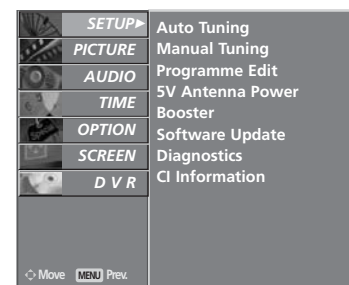 SETUP
PICTURE
AUDIO
TIME
OPTION
SCREEN
D V R
Auto Tuning
Manual Tuning
Programme Edit
5V Antenna Power
Booster
Software Update
Diagnostics
CI Information
Move MENU Prev.